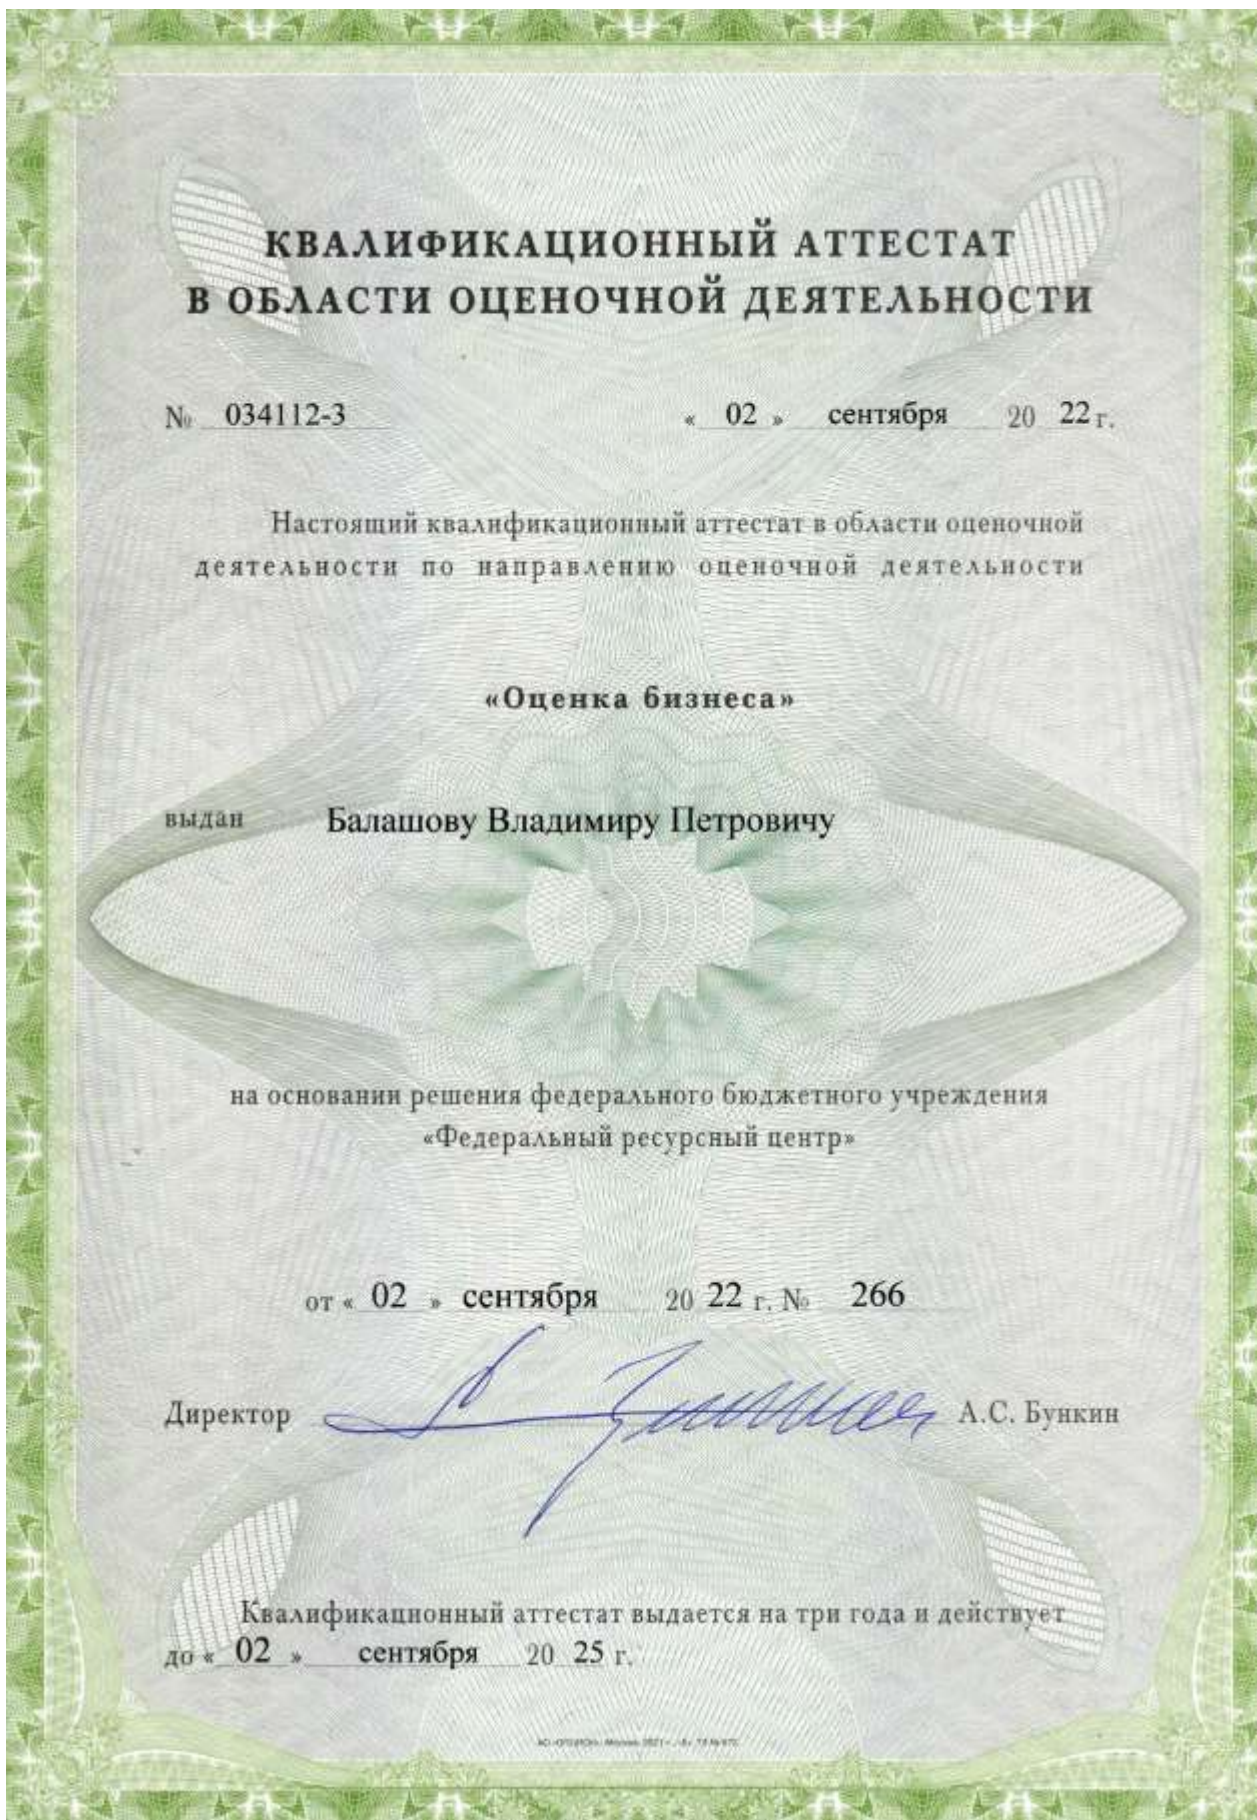 КВАЛИФИКАЦИОННЫЙ АТТЕСТАТ
В ОБЛАСТИ ОЦЕНОЧНОЙ ДЕЯТЕЛЬНОСТИ
№ 034112-3 « 02 » сентября 20 22 г.
Настоящий квалификационный аттестат в области оценочной
деятельности по направлению оценочной деятельности
«Оценка бизнеса»
выдан Балашову Владимиру Петровичу
на основании решения федерального бюджетного учреждения
«Федеральный ресурсный центр»
от « 02 » сентября 20 22 г. № 266
Директор А.С. Бункин
Квалификационный аттестат выдается на три года и действует
до « 02 » сентября 20 25 г.